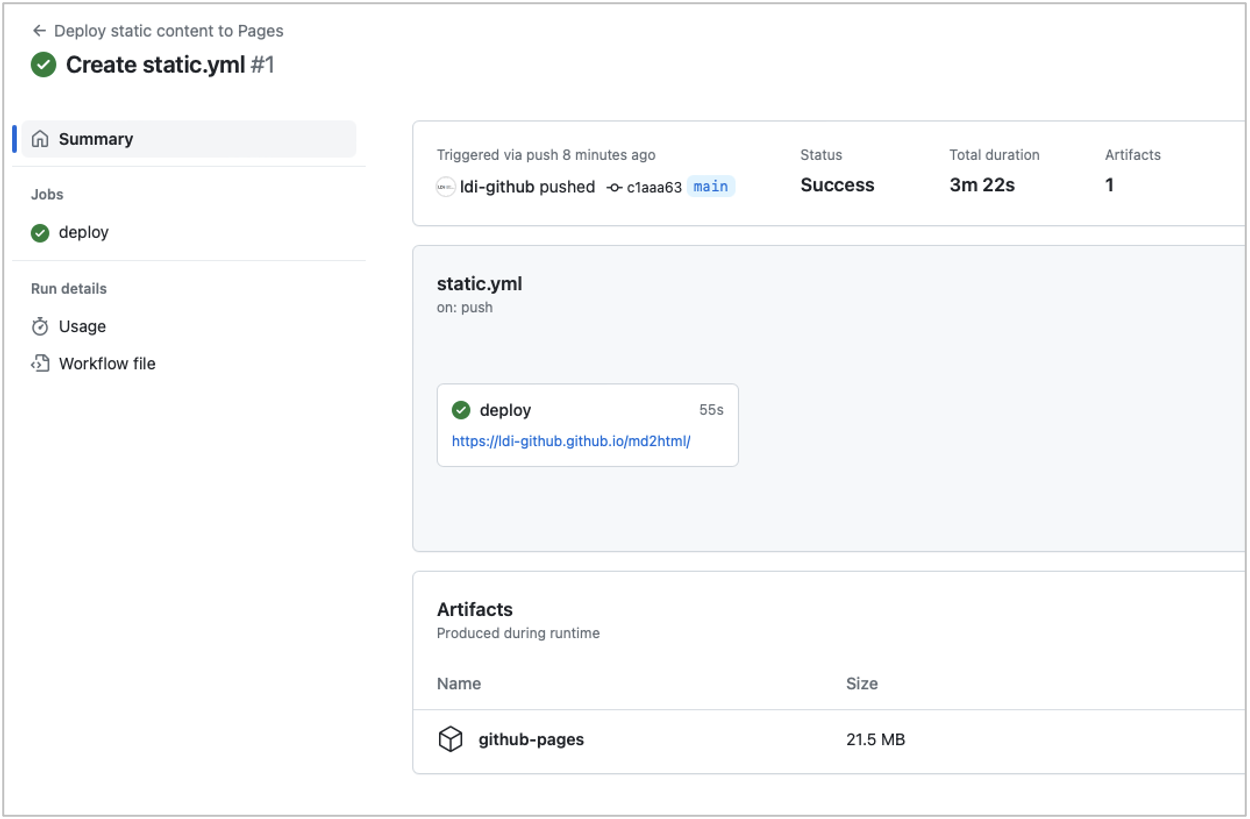 Deploy static content to Pages
Create static.yml #1
Summary
Jobs
deploy
Run details
Usage
Workflow file
Triggered via push 8 minutes ago
ldi-github pushed c1aaa63 main
Status
Success
Total duration
3m 22s
Artifacts
1
static.yml
on: push
deploy 55s
https://ldi-github.github.io/md2html/
Artifacts
Produced during runtime
Name Size
github-pages 21.5 MB